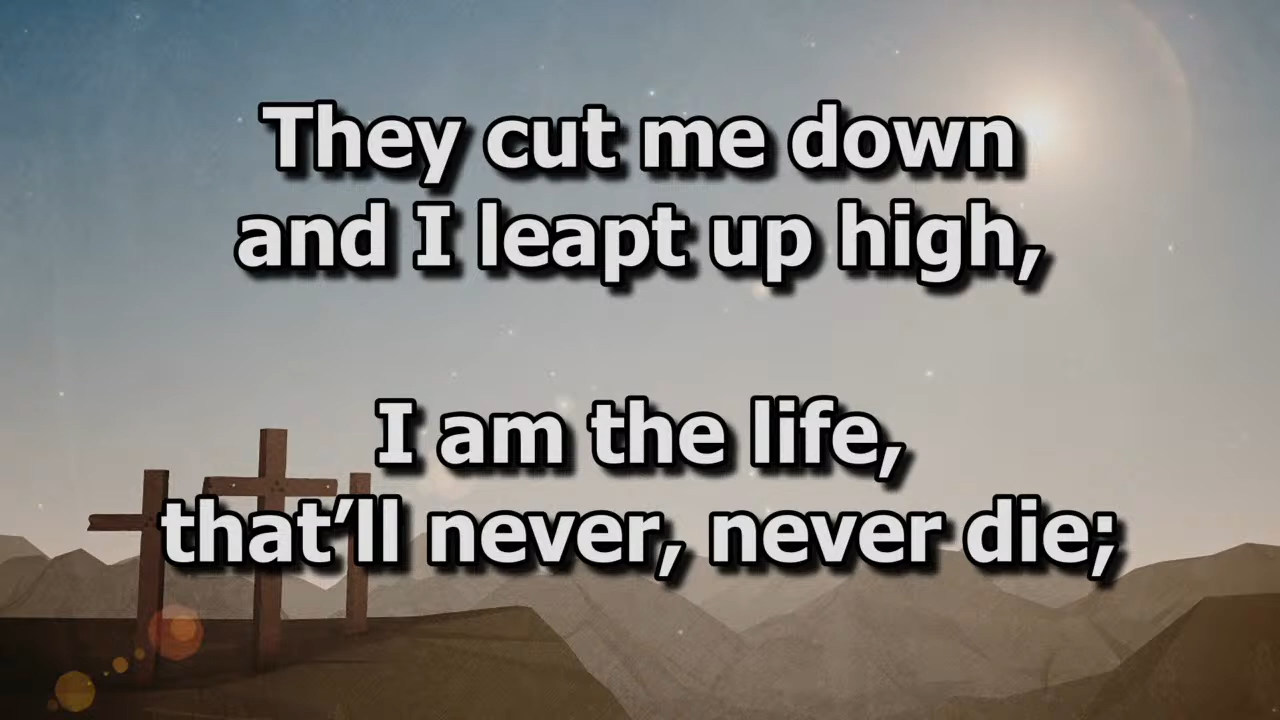 They cut me down
and I leapt up high,
I am the life,
that’ll never, never die;